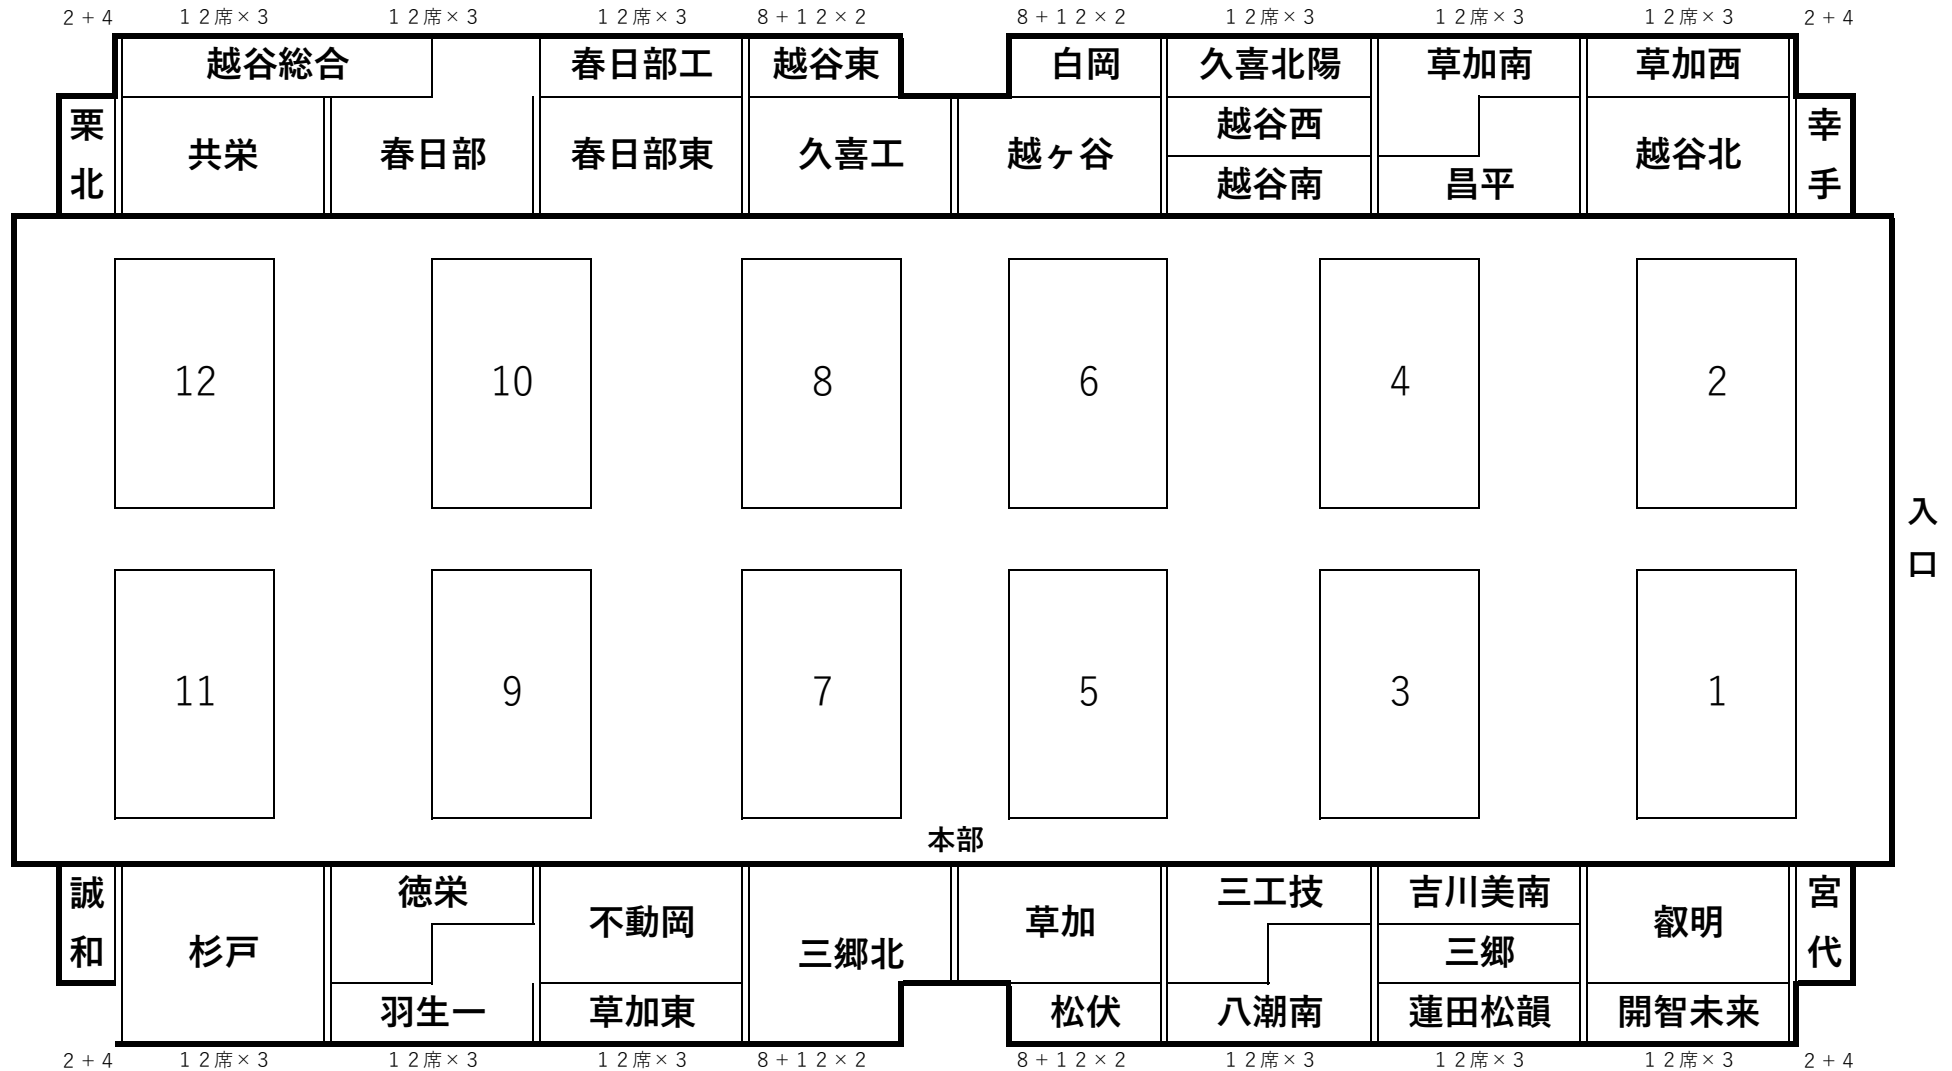 ２+４ １２席×３ １２席×３ １２席×３ ８+１２×２ ８+１２×２ １２席×３ １２席×３ １２席×３ ２+４
越谷総合 春日部工 越谷東 白岡 久喜北陽 草加南 草加西
栗北 共栄 春日部 春日部東 久喜工 越ヶ谷 越谷西 越谷北 幸手
越谷南 昌平
12 10 8 6 4 2
入口
11 9 7 5 3 1
本部
誠和 徳栄 三工技 吉川美南 宮代
杉戸 不動岡 三郷北 草加 三郷 叡明
羽生一 草加東 松伏 八潮南 蓮田松韻 開智未来
２+４ １２席×３ １２席×３ １２席×３ ８+１２×２ ８+１２×２ １２席×３ １２席×３ １２席×３ ２+４